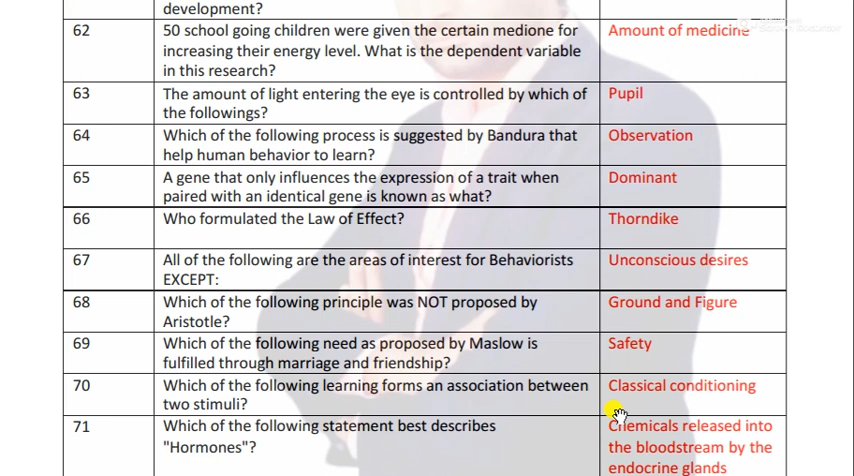 development?
62
50 school going children were given the certain medione for
increasing their energy level. What is the dependent variable
in this research?
Amount of medicine
63
The amount of light entering the eye is controlled by which of
the followings?
Pupil
64
Which of the following process is suggested by Bandura that
help human behavior to learn?
Observation
65
A gene that only influences the expression of a trait when
paired with an identical gene is known as what?
Dominant
66
Who formulated the Law of Effect?
Thorndike
67
All of the following are the areas of interest for Behaviorists
EXCEPT:
Unconscious desires
68
Which of the following principle was NOT proposed by
Aristotle?
Ground and Figure
69
Which of the following need as proposed by Maslow is
fulfilled through marriage and friendship?
Safety
70
Which of the following learning forms an association between
two stimuli?
Classical conditioning
71
Which of the following statement best describes
"Hormones"?
Chemicals released into
the bloodstream by the
endocrine glands